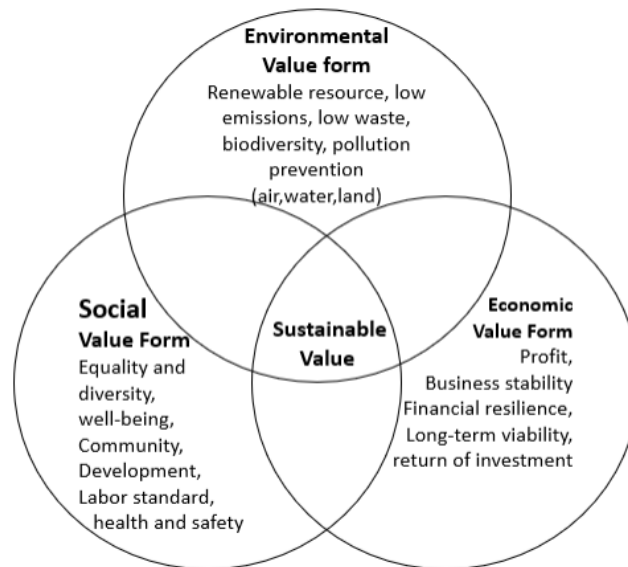 Environmental
Value form
Renewable resource, low
emissions, low waste,
biodiversity, pollution
prevention
(air,water,land)
Social
Value Form
Equality and
diversity,
well-being,
Community,
Development,
Labor standard,
health and safety
Sustainable
Value
Economic
Value Form
Profit,
Business stability
Financial resilience,
Long-term viability,
return of investment